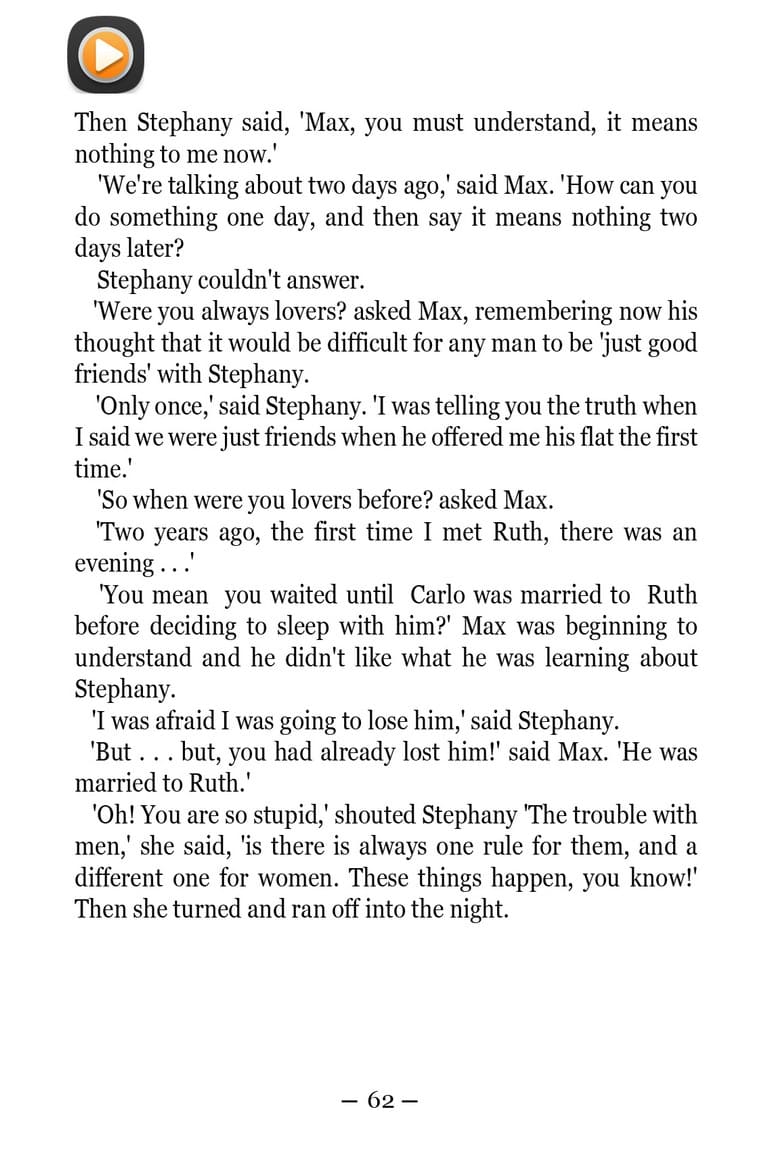 Then Stephany said, 'Max, you must understand, it means
nothing to me now.'
'We're talking about two days ago,' said Max. 'How can you
do something one day, and then say it means nothing two
days later?
Stephany couldn't answer.
'Were you always lovers? asked Max, remembering now his
thought that it would be difficult for any man to be 'just good
friends' with Stephany.
'Only once,' said Stephany. 'I was telling you the truth when
I said we were just friends when he offered me his flat the first
time.'
'So when were you lovers before? asked Max.
'Two years ago, the first time I met Ruth, there was an
evening . . .'
'You mean you waited until Carlo was married to Ruth
before deciding to sleep with him?' Max was beginning to
understand and he didn't like what he was learning about
Stephany.
'I was afraid I was going to lose him,' said Stephany.
'But . . . but, you had already lost him!' said Max. 'He was
married to Ruth.'
'Oh! You are so stupid,' shouted Stephany 'The trouble with
men,' she said, 'is there is always one rule for them, and a
different one for women. These things happen, you know!'
Then she turned and ran off into the night.
– 62 –